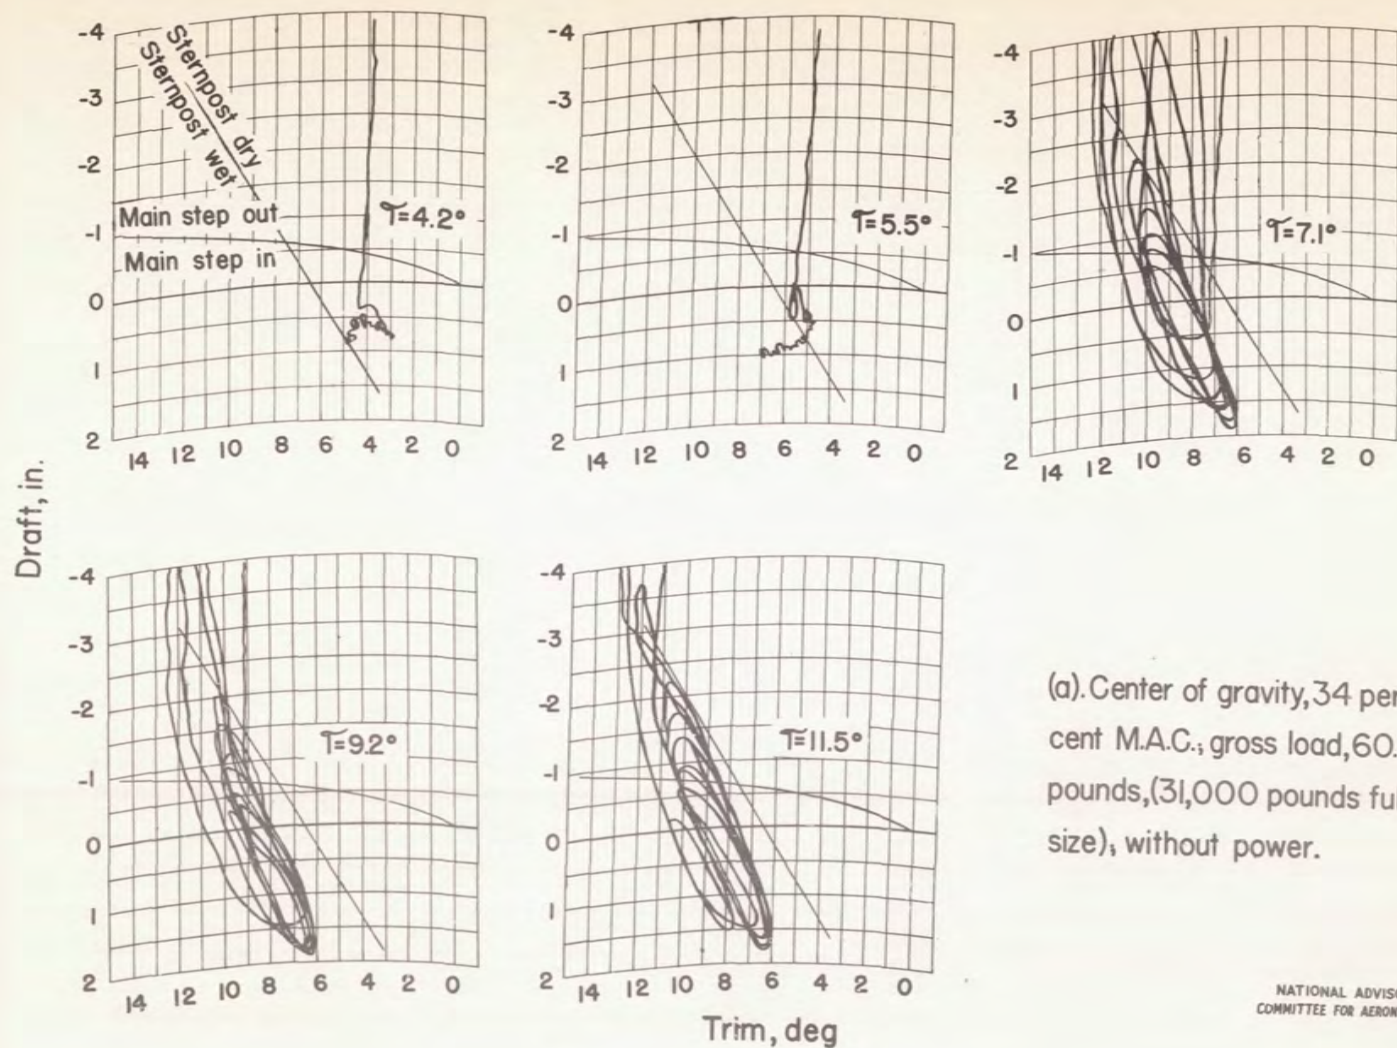 -4
-3
-2
-1
0
1
2
14 12 10 8 6 4 2 0
Sternpost dry
Sternpost wet
Main step out
Main step in
τ=4.2°
-4
-3
-2
-1
0
1
2
14 12 10 8 6 4 2 0
τ=5.5°
-4
-3
-2
-1
0
1
2
14 12 10 8 6 4 2 0
τ=7.1°
Draft, in.
-4
-3
-2
-1
0
1
2
14 12 10 8 6 4 2 0
τ=9.2°
-4
-3
-2
-1
0
1
2
14 12 10 8 6 4 2 0
τ=11.5°
Trim, deg
(a). Center of gravity, 34 per
cent M.A.C.; gross load, 60.
pounds, (31,000 pounds fu
size); without power.
NATIONAL ADVIS
COMMITTEE FOR AERON